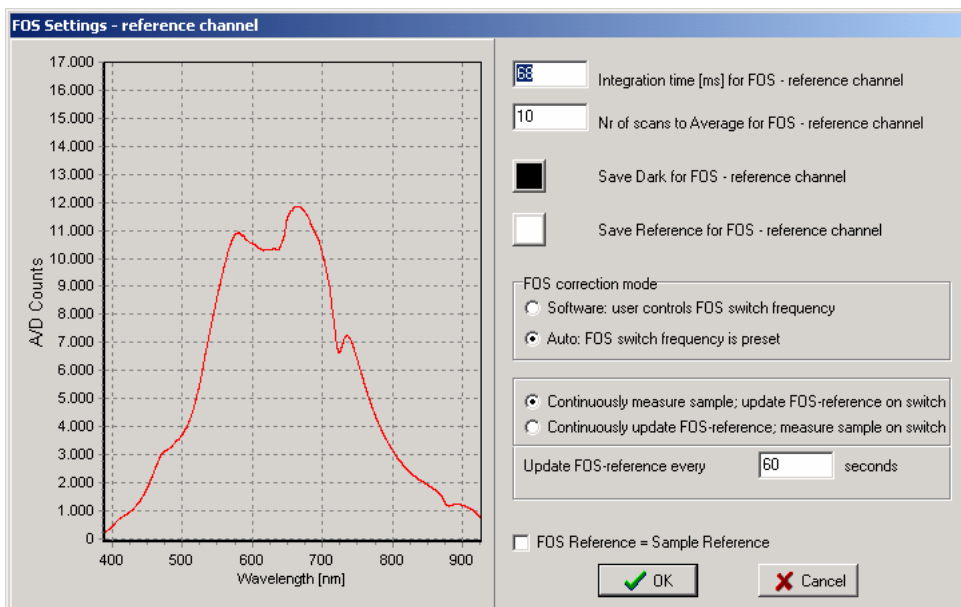 FOS Settings - reference channel
17.000
16.000
15.000
14.000
13.000
12.000
11.000
10.000
9.000
8.000
7.000
6.000
5.000
4.000
3.000
2.000
1.000
0
A/D Counts
400 500 600 700 800 900
Wavelength [nm]
68 Integration time [ms] for FOS - reference channel
10 Nr of scans to Average for FOS - reference channel
Save Dark for FOS - reference channel
Save Reference for FOS - reference channel
FOS correction mode
Software: user controls FOS switch frequency
Auto: FOS switch frequency is preset
Continuously measure sample; update FOS-reference on switch
Continuously update FOS-reference; measure sample on switch
Update FOS-reference every 60 seconds
FOS Reference = Sample Reference
OK Cancel